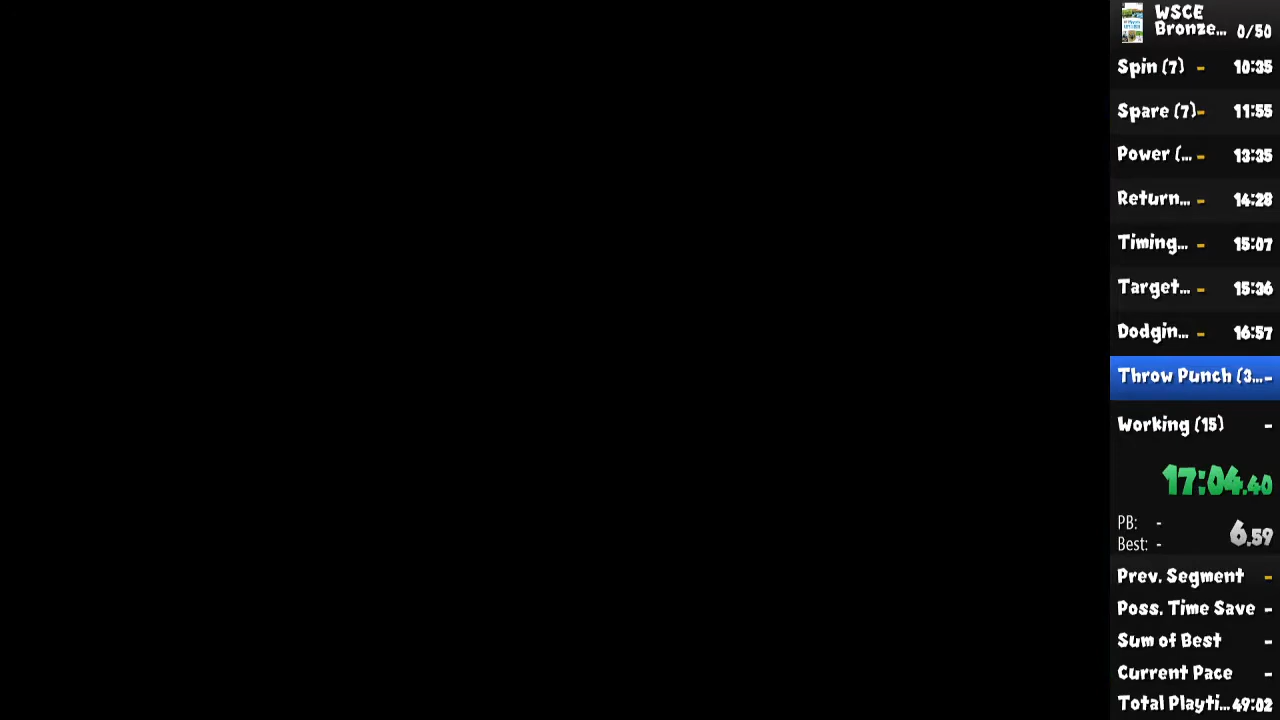 WSCE
Bronze... 0/50
Spin (7) - 10:35
Spare (7) - 11:55
Power (... - 13:35
Return... - 14:28
Timing... - 15:07
Target... - 15:36
Dodgin... - 16:57
Throw Punch (3... -
Working (15) -
17:04.40
PB: - 6.59
Best: -
Prev. Segment -
Poss. Time Save -
Sum of Best -
Current Pace -
Total Playti... 49:02